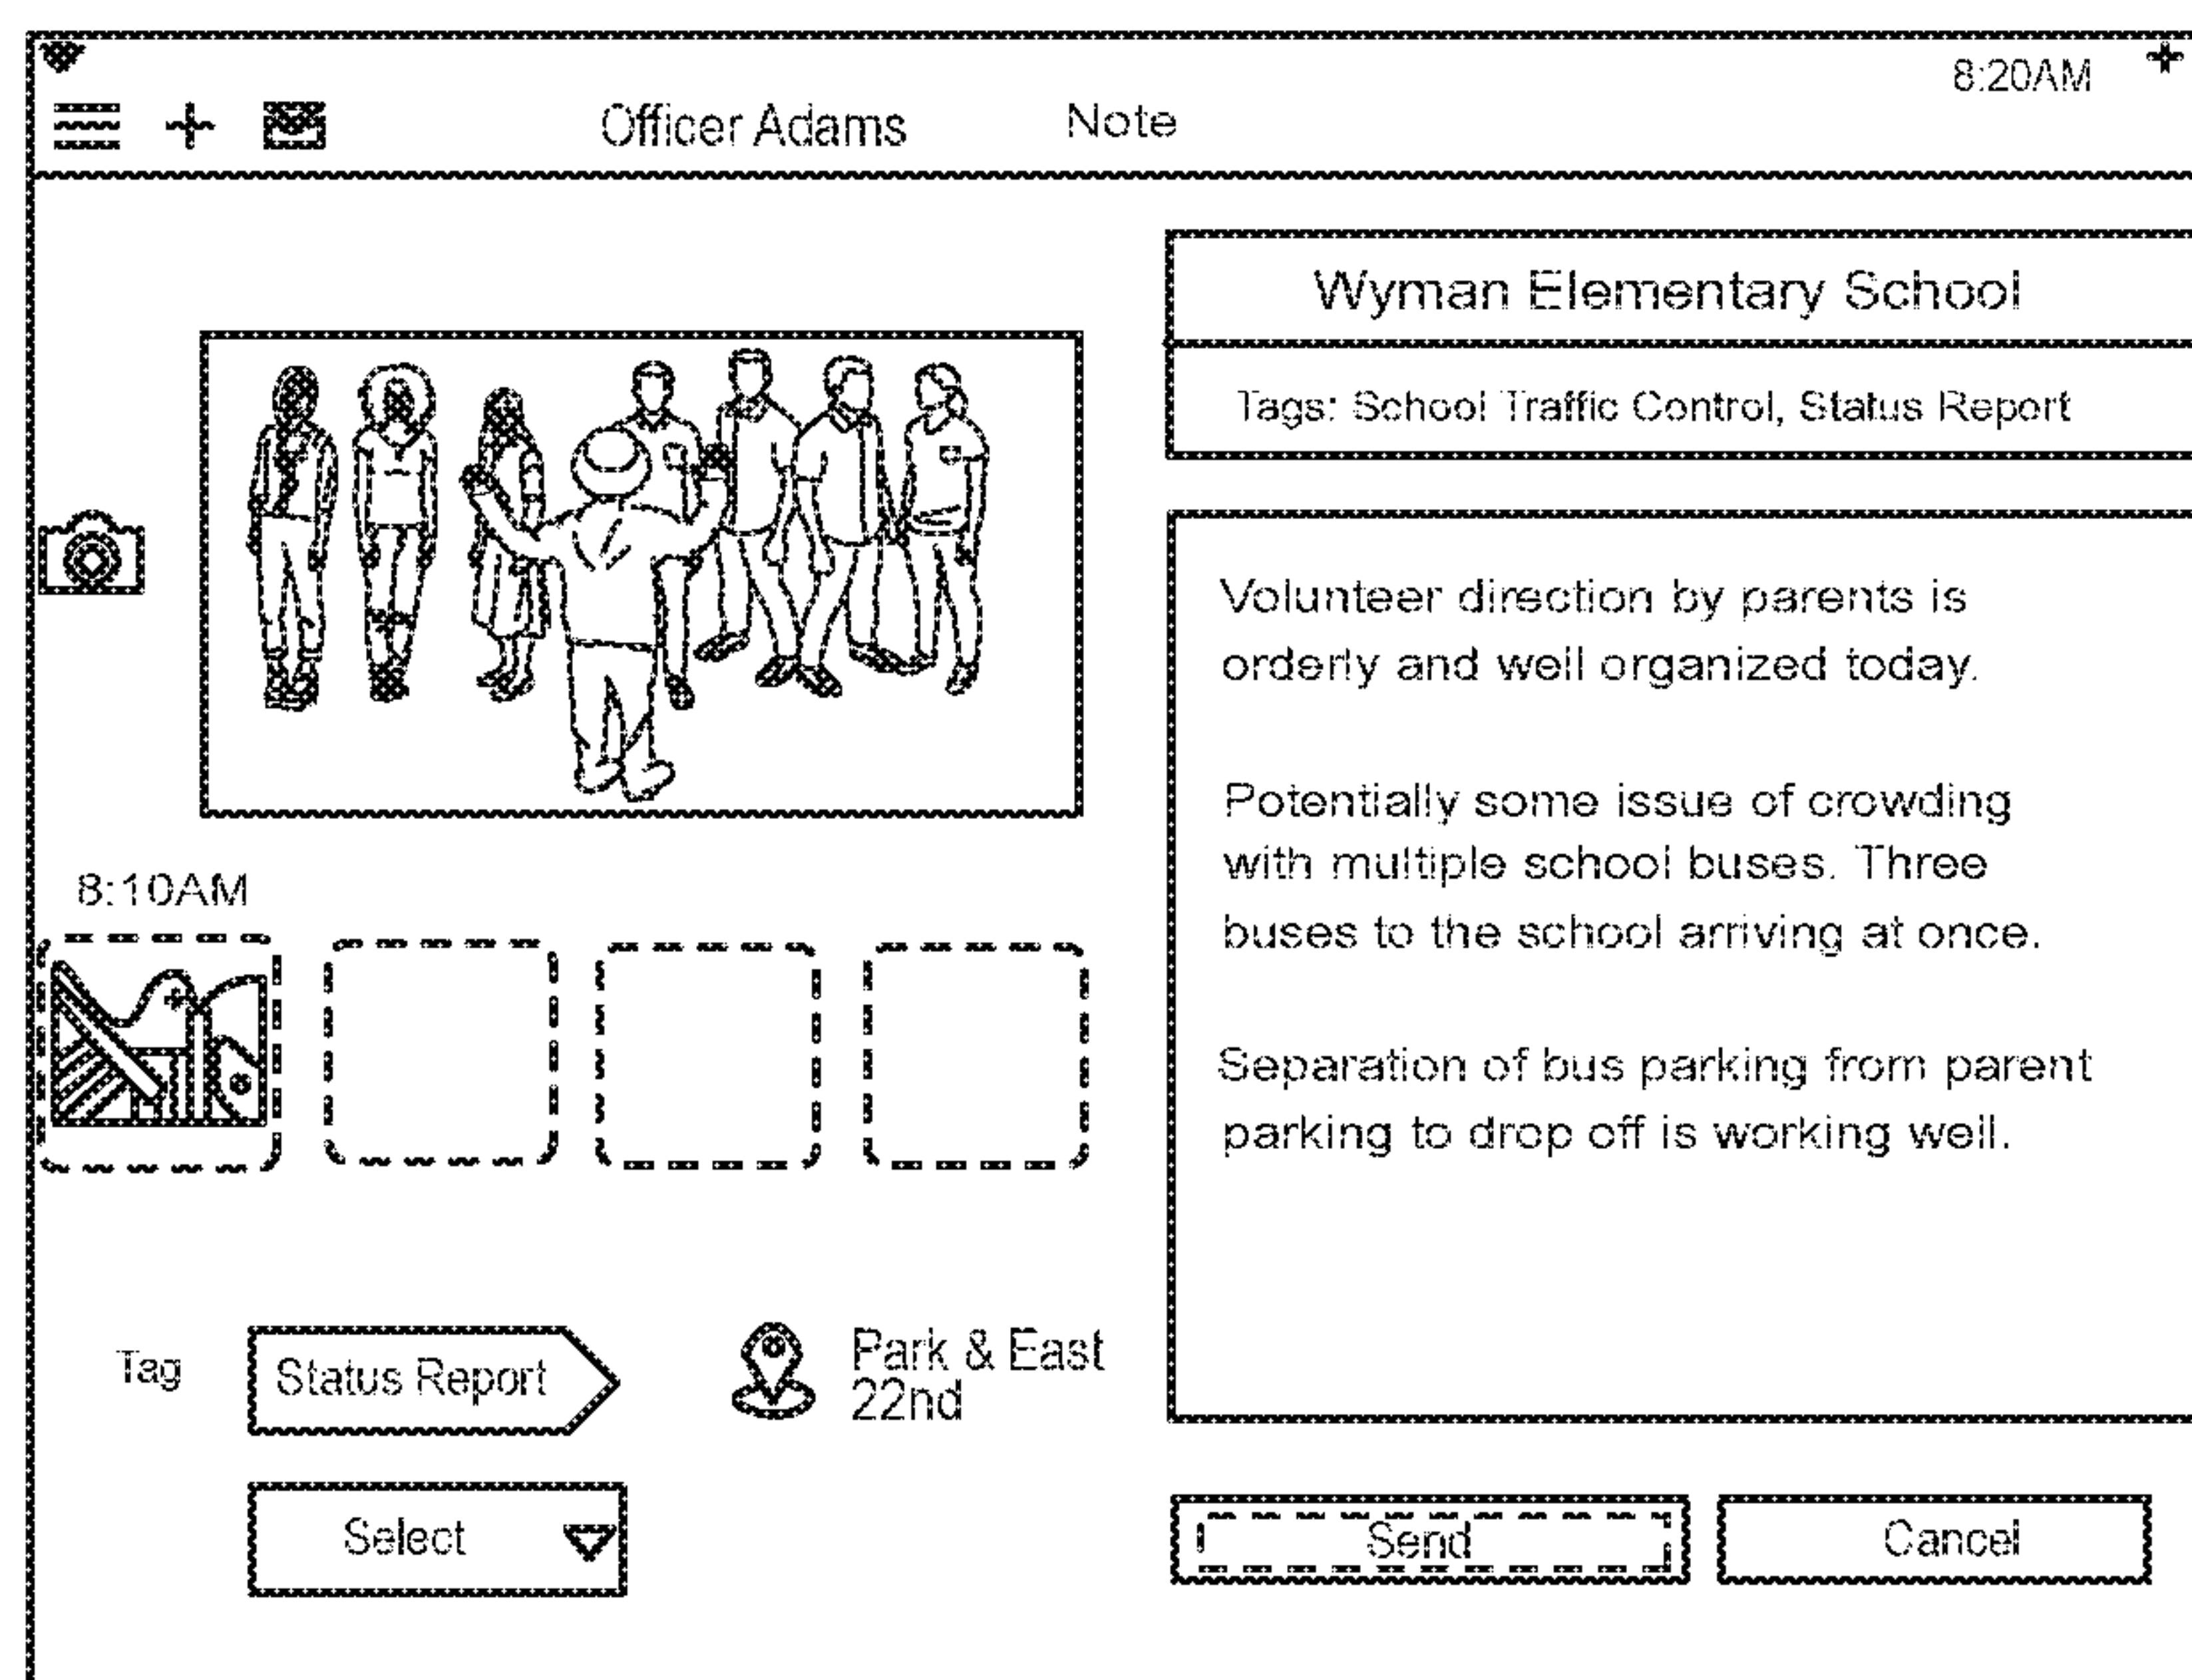 8:20AM
Officer Adams
Note
Wyman Elementary School
Tags: School Traffic Control, Status Report
Volunteer direction by parents is
orderly and well organized today.
Potentially some issue of crowding
with multiple school buses. Three
buses to the school arriving at once.
Separation of bus parking from parent
parking to drop off is working well.
8:10AM
Tag
Status Report
Park & East
22nd
Select
Send
Cancel